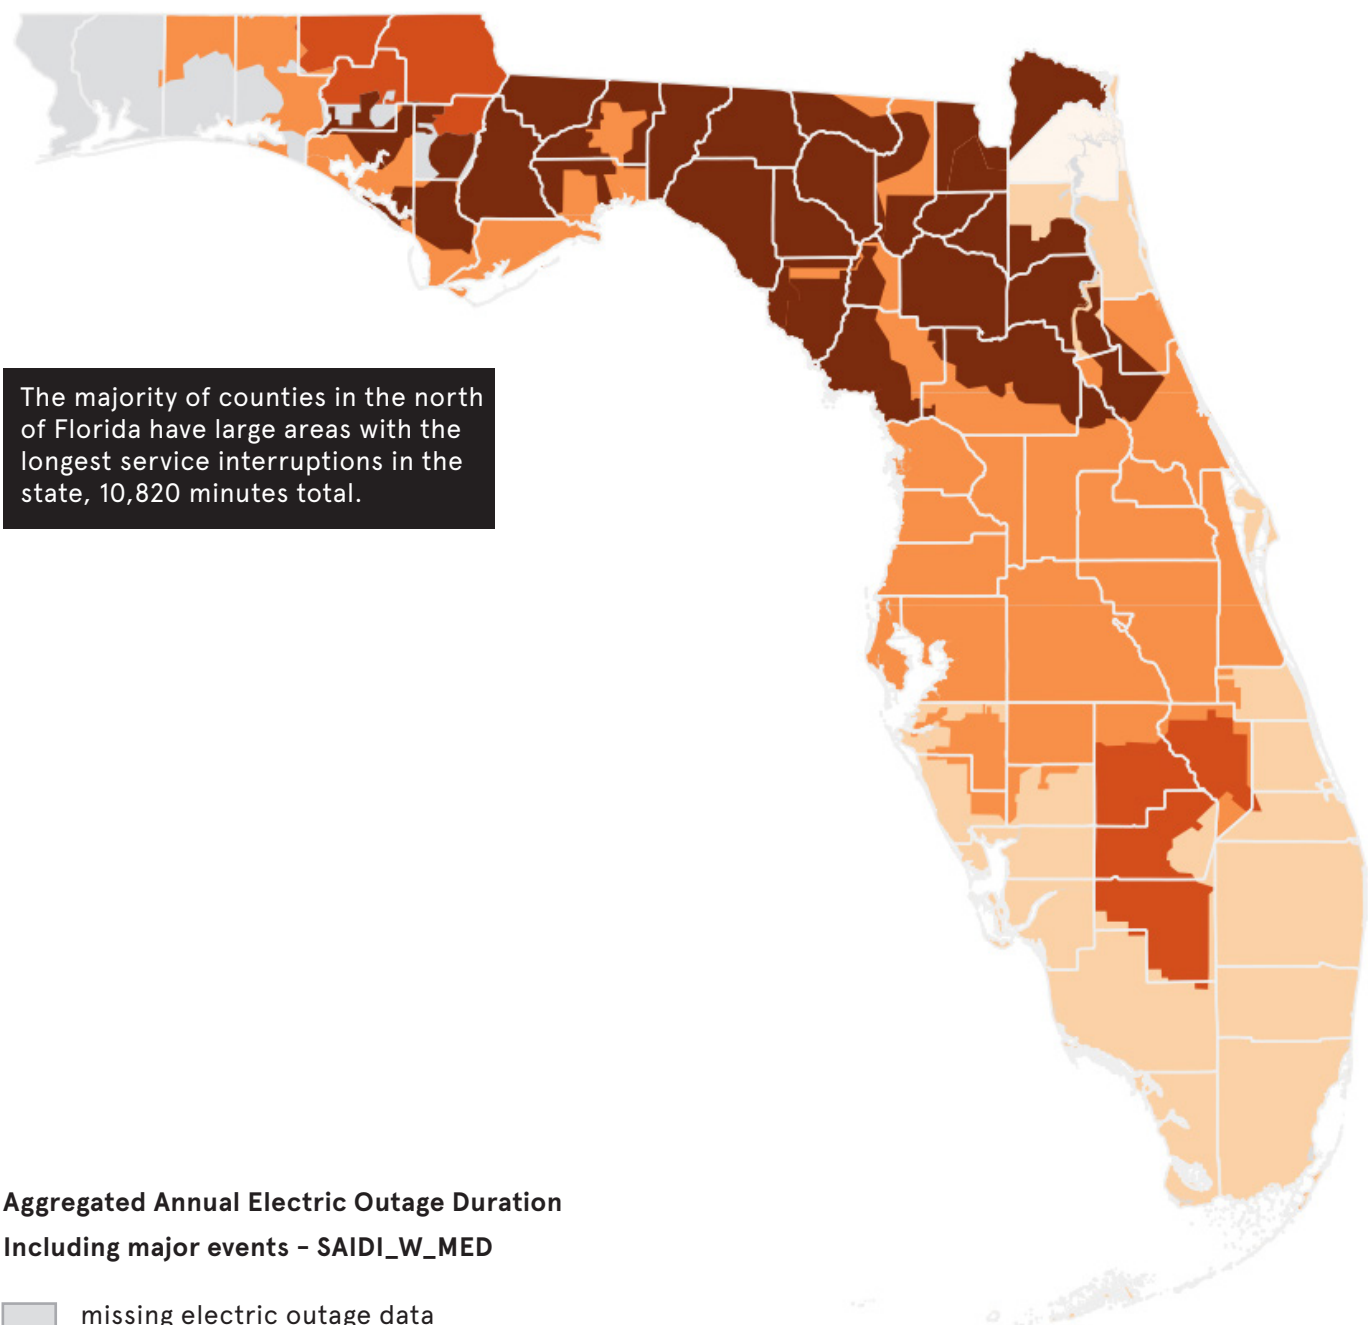 The majority of counties in the north
of Florida have large areas with the
longest service interruptions in the
state, 10,820 minutes total.
Aggregated Annual Electric Outage Duration
Including major events – SAIDI_W_MED
missing electric outage data